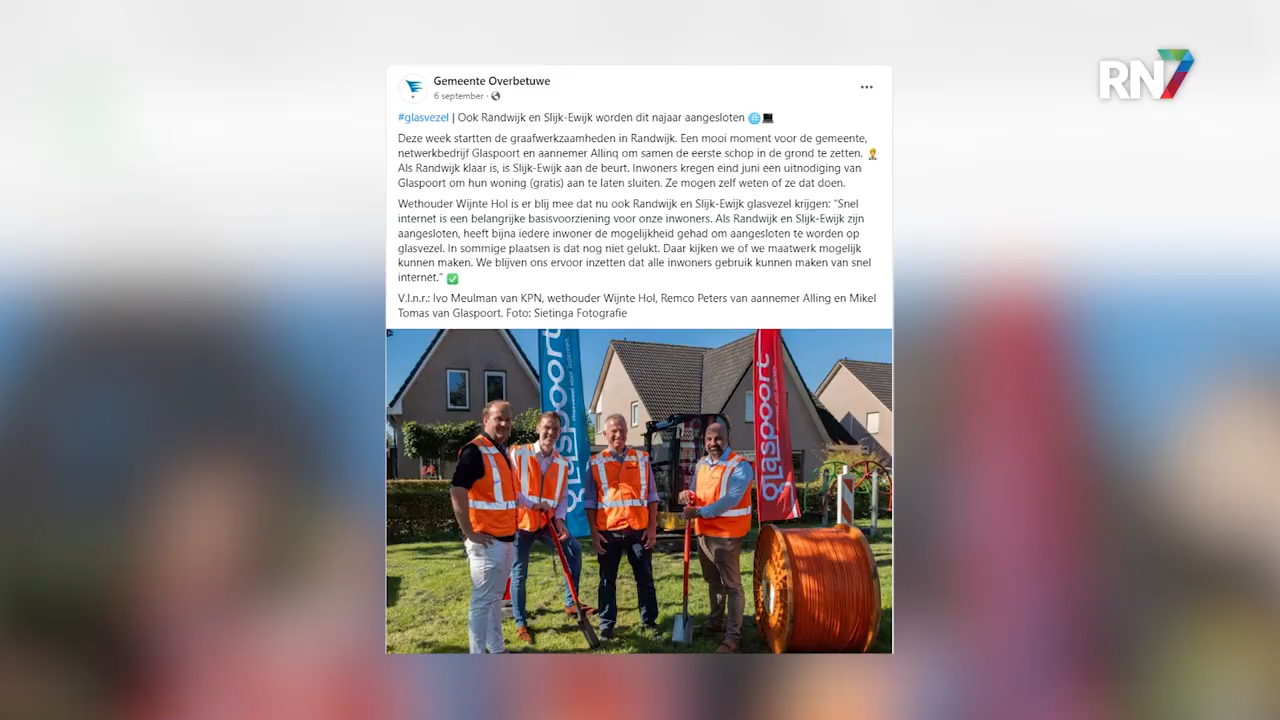 RN7
Gemeente Overbetuwe
6 september ·
#glasvezel | Ook Randwijk en Slijk-Ewijk worden dit najaar aangesloten
Deze week startten de graafwerkzaamheden in Randwijk. Een mooi moment voor de gemeente,
netwerkbedrijf Glaspoort en aannemer Allinq om samen de eerste schop in de grond te zetten.
Als Randwijk klaar is, is Slijk-Ewijk aan de beurt. Inwoners kregen eind juni een uitnodiging van
Glaspoort om hun woning (gratis) aan te laten sluiten. Ze mogen zelf weten of ze dat doen.
Wethouder Wijnte Hol is er blij mee dat nu ook Randwijk en Slijk-Ewijk glasvezel krijgen: "Snel
internet is een belangrijke basisvoorziening voor onze inwoners. Als Randwijk en Slijk-Ewijk zijn
aangesloten, heeft bijna iedere inwoner de mogelijkheid gehad om aangesloten te worden op
glasvezel. In sommige plaatsen is dat nog niet gelukt. Daar kijken we of we maatwerk mogelijk
kunnen maken. We blijven ons ervoor inzetten dat alle inwoners gebruik kunnen maken van snel
internet."
V.l.n.r.: Ivo Meulman van KPN, wethouder Wijnte Hol, Remco Peters van aannemer Alling en Mikel
Tomas van Glaspoort. Foto: Sietinga Fotografie
glaspoort
glaspoort